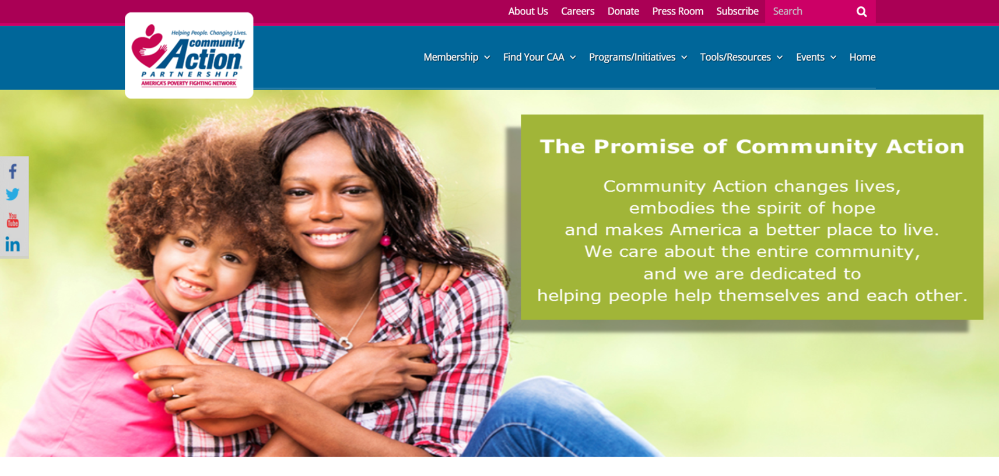 About Us Careers Donate Press Room Subscribe Search
Helping People. Changing Lives.
community
Action®
PARTNERSHIP
AMERICA'S POVERTY FIGHTING NETWORK
Membership Find Your CAA Programs/Initiatives Tools/Resources Events Home
The Promise of Community Action
Community Action changes lives,
embodies the spirit of hope
and makes America a better place to live.
We care about the entire community,
and we are dedicated to
helping people help themselves and each other.
f
You
Tube
in